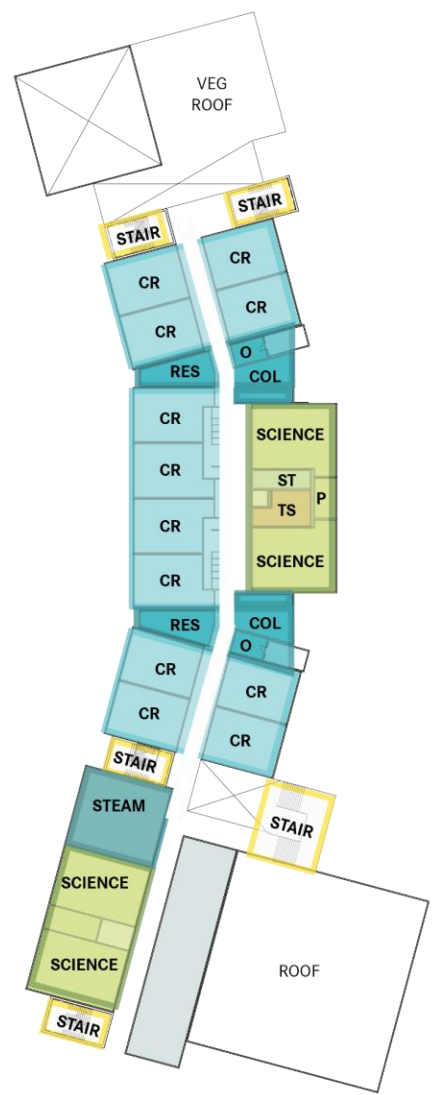 VEG
ROOF
STAIR
STAIR
CR
CR
CR
CR
O
RES
COL
CR
SCIENCE
CR
ST
P
TS
CR
SCIENCE
CR
RES
COL
O
CR
CR
CR
CR
STAIR
STEAM
STAIR
SCIENCE
SCIENCE
ROOF
STAIR